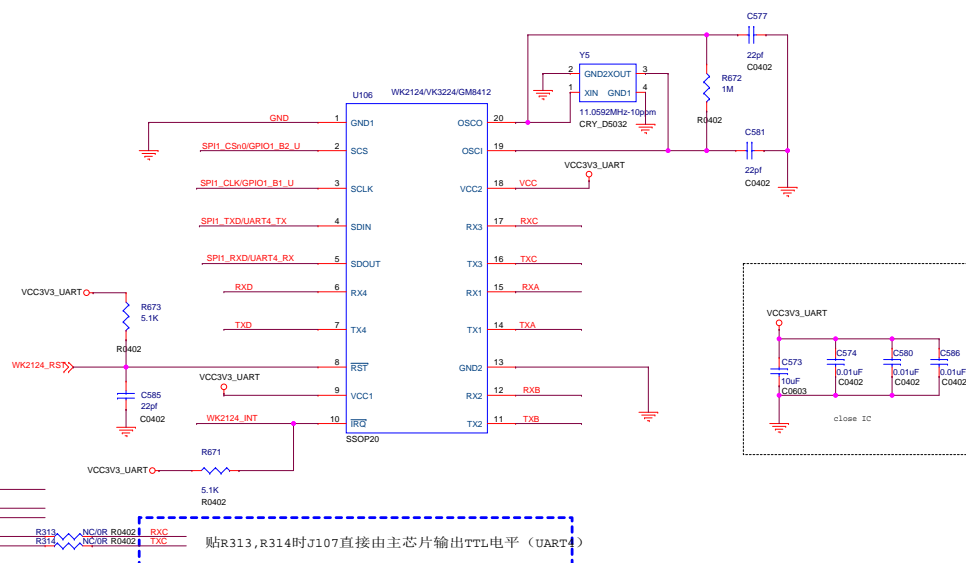 C577
22pf
C0402
Y5
2 GND2XOUT 3
1 XIN GND1 4
11.0592MHz-10ppm
CRY_D5032
R672
1M
R0402
C581
22pf
C0402
U106
WK2124/VK3224/GM8412
GND 1 GND1 OSCO 20
SPI1_CSn0/GPIO1_B2_U 2 SCS OSCI 19
VCC3V3_UART
SPI1_CLK/GPIO1_B1_U 3 SCLK VCC2 18 VCC
SPI1_TXD/UART4_TX 4 SDIN RX3 17 RXC
SPI1_RXD/UART4_RX 5 SDOUT TX3 16 TXC
RXD 6 RX4 RX1 15 RXA
TXD 7 TX4 TX1 14 TXA
WK2124_RST 8 RST GND2 13
VCC3V3_UART
9 VCC1 RX2 12 RXB
WK2124_INT 10 IRQ TX2 11 TXB
SSOP20
VCC3V3_UART
R673
5.1K
R0402
C585
22pf
C0402
VCC3V3_UART
R671
5.1K
R0402
VCC3V3_UART
C573
10uF
C0603
C574
0.01uF
C0402
C580
0.01uF
C0402
C586
0.01uF
C0402
close IC
R313 NC/0R R0402 RXC
R314 NC/0R R0402 TXC
贴R313,R314时J107直接由主芯片输出TTL电平（UART4）